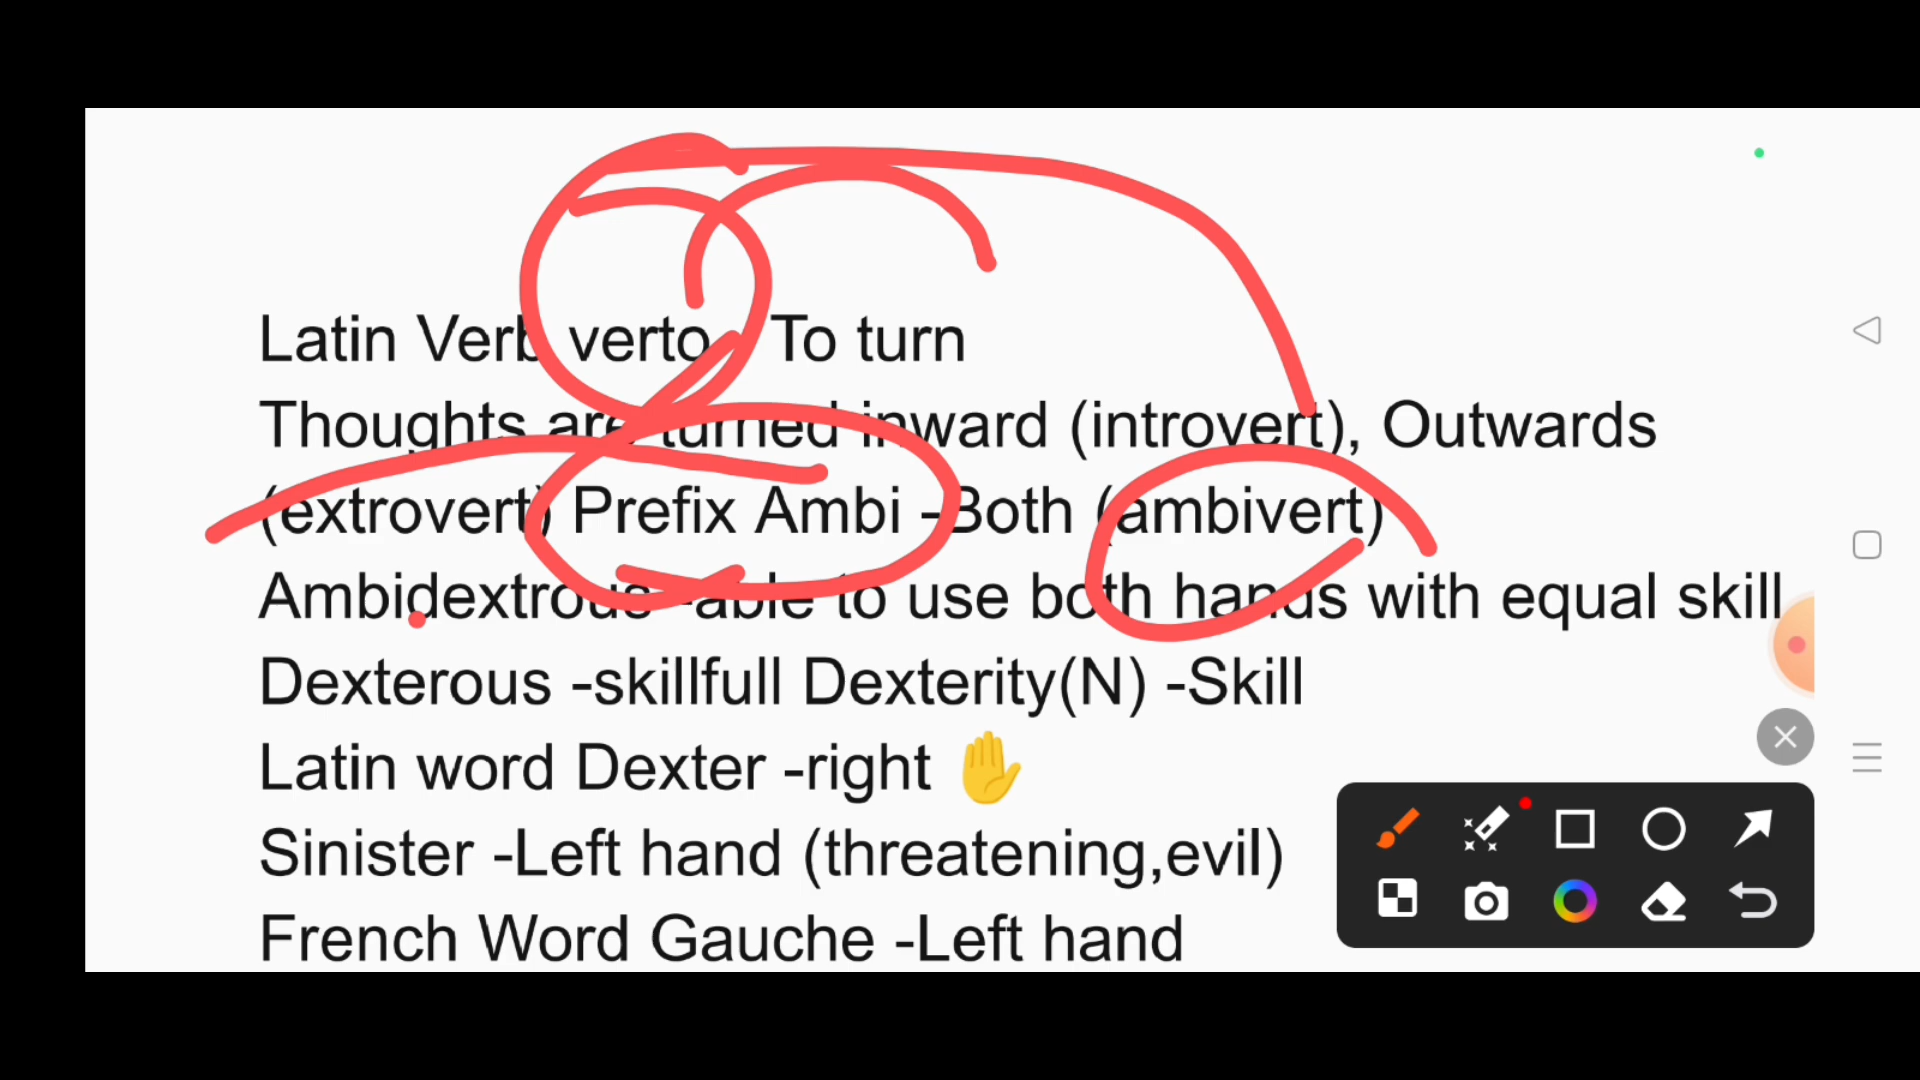 Latin Verb verto - To turn
Thoughts are turned inward (introvert), Outwards
(extrovert) Prefix Ambi -Both (ambivert)
Ambidextrous -able to use both hands with equal skill
Dexterous -skillfull Dexterity(N) -Skill
Latin word Dexter -right ✋
Sinister -Left hand (threatening,evil)
French Word Gauche -Left hand